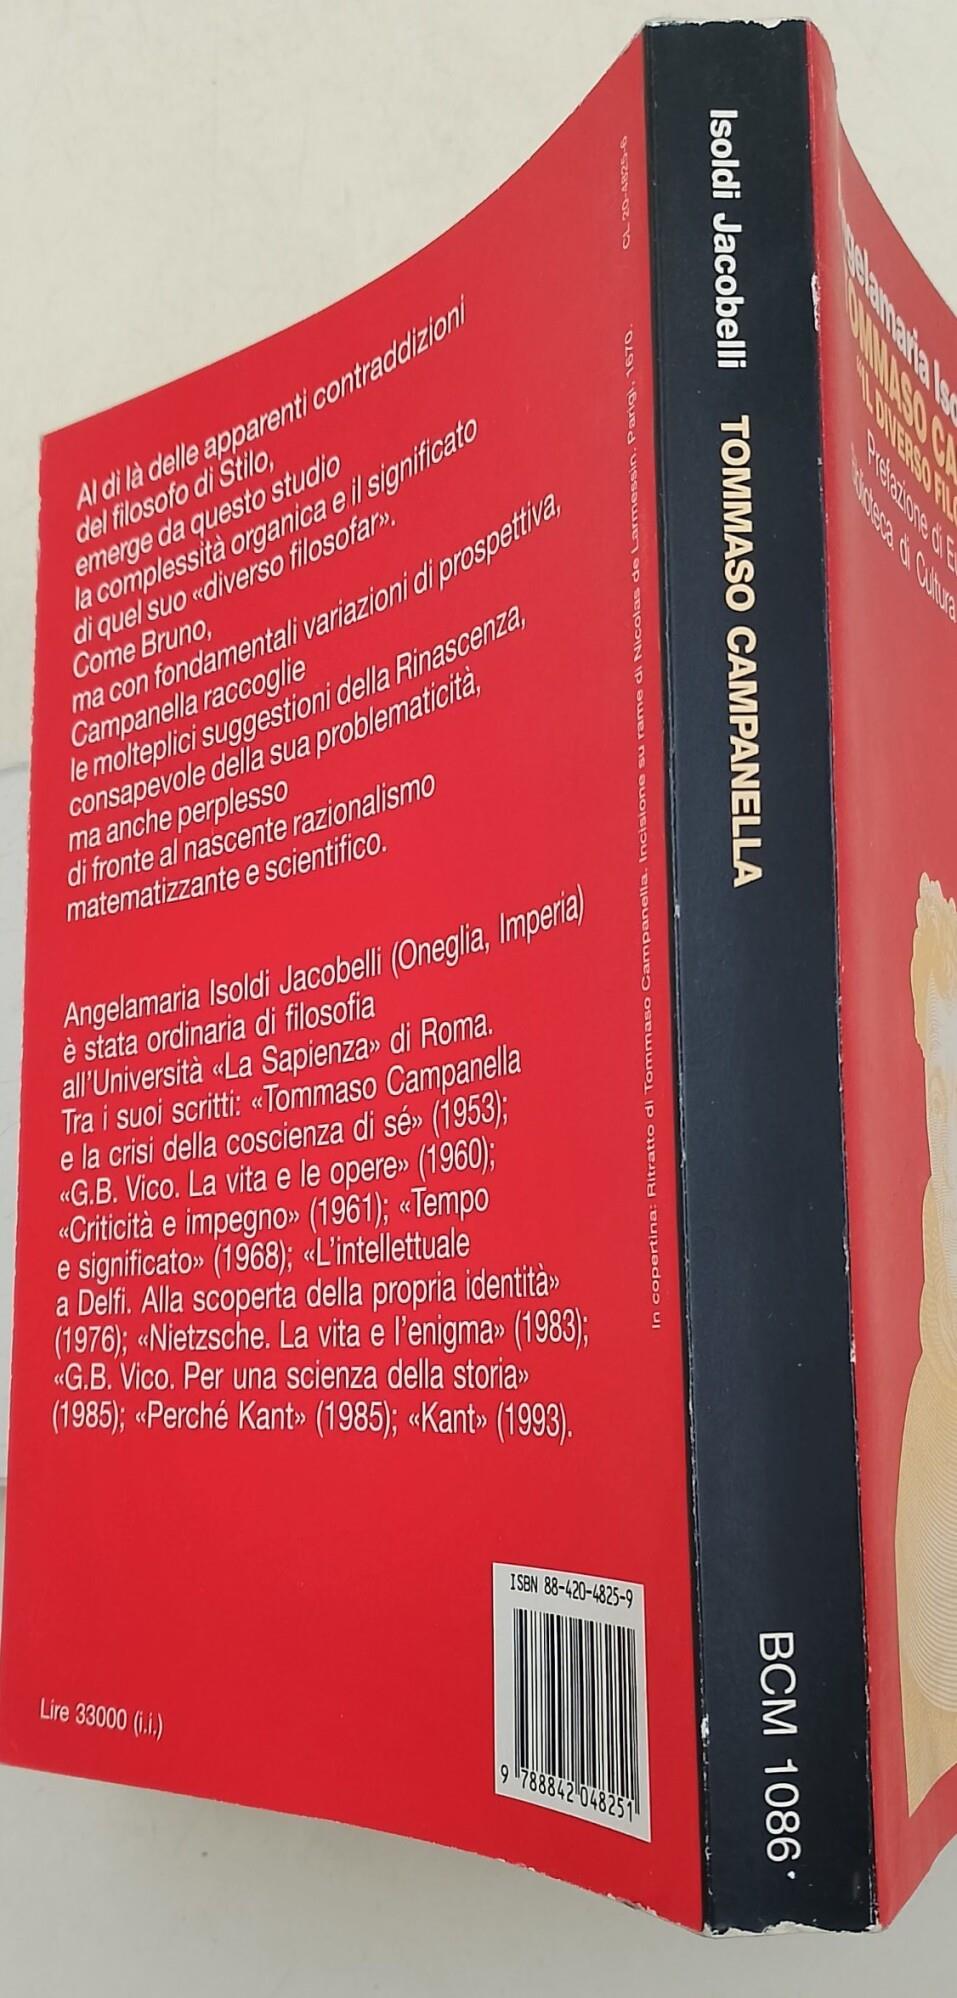 Al di là delle apparenti contraddizioni
del filosofo di Stilo,
emerge da questo studio
la complessità organica e il significato
di quel suo «diverso filosofar».
Come Bruno,
ma con fondamentali variazioni di prospettiva,
Campanella raccoglie
le molteplici suggestioni della Rinascenza,
consapevole della sua problematicità,
ma anche perplesso
di fronte al nascente razionalismo
matematizzante e scientifico.
Angelamaria Isoldi Jacobelli (Oneglia, Imperia)
è stata ordinaria di filosofia
all'Università «La Sapienza» di Roma.
Tra i suoi scritti: «Tommaso Campanella
e la crisi della coscienza di sé» (1953);
«G.B. Vico. La vita e le opere» (1960);
«Criticità e impegno» (1961); «Tempo
e significato» (1968); «L'intellettuale
a Delfi. Alla scoperta della propria identità»
(1976); «Nietzsche. La vita e l'enigma» (1983);
«G.B. Vico. Per una scienza della storia»
(1985); «Perché Kant» (1985); «Kant» (1993).
Lire 33000 (i.i.)
ISBN 88-420-4825-9
9 788842 048251
In copertina: Ritratto di Tommaso Campanella. Incisione su rame di Nicolas de Larmessin. Parigi, 1670.
CL 20-4825-6
Isoldi Jacobelli TOMMASO CAMPANELLA
BCM 1086
gelamaria Iso
TOMMASO CA
"IL DIVERSO FILO
Prefazione di E
Biblioteca di Cultura